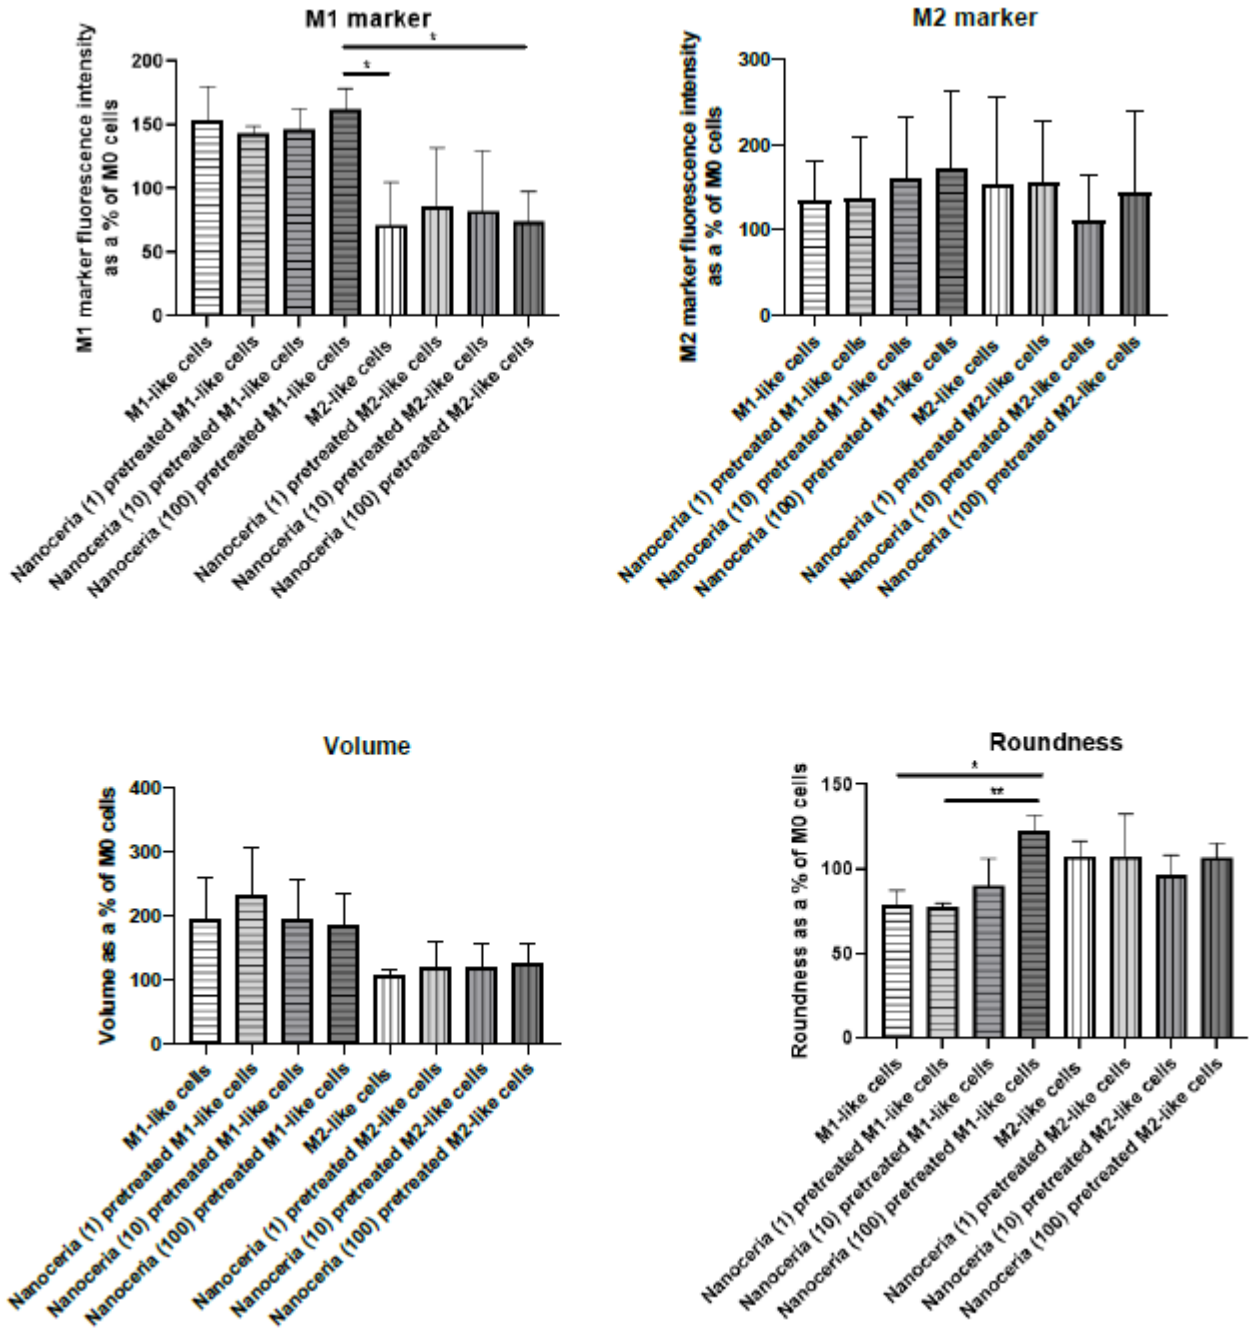 M1 marker
M1 marker fluorescence intensity
as a % of M0 cells
200
150
100
50
0
*
*
M1-like cells
Nanoceria (1) pretreated M1-like cells
Nanoceria (10) pretreated M1-like cells
Nanoceria (100) pretreated M1-like cells
M2-like cells
Nanoceria (1) pretreated M2-like cells
Nanoceria (10) pretreated M2-like cells
Nanoceria (100) pretreated M2-like cells
M2 marker
M2 marker fluorescence intensity
as a % of M0 cells
300
200
100
0
M1-like cells
Nanoceria (1) pretreated M1-like cells
Nanoceria (10) pretreated M1-like cells
Nanoceria (100) pretreated M1-like cells
M2-like cells
Nanoceria (1) pretreated M2-like cells
Nanoceria (10) pretreated M2-like cells
Nanoceria (100) pretreated M2-like cells
Volume
Volume as a % of M0 cells
400
300
200
100
0
M1-like cells
Nanoceria (1) pretreated M1-like cells
Nanoceria (10) pretreated M1-like cells
Nanoceria (100) pretreated M1-like cells
M2-like cells
Nanoceria (1) pretreated M2-like cells
Nanoceria (10) pretreated M2-like cells
Nanoceria (100) pretreated M2-like cells
Roundness
Roundness as a % of M0 cells
150
100
50
0
*
**
M1-like cells
Nanoceria (1) pretreated M1-like cells
Nanoceria (10) pretreated M1-like cells
Nanoceria (100) pretreated M1-like cells
M2-like cells
Nanoceria (1) pretreated M2-like cells
Nanoceria (10) pretreated M2-like cells
Nanoceria (100) pretreated M2-like cells